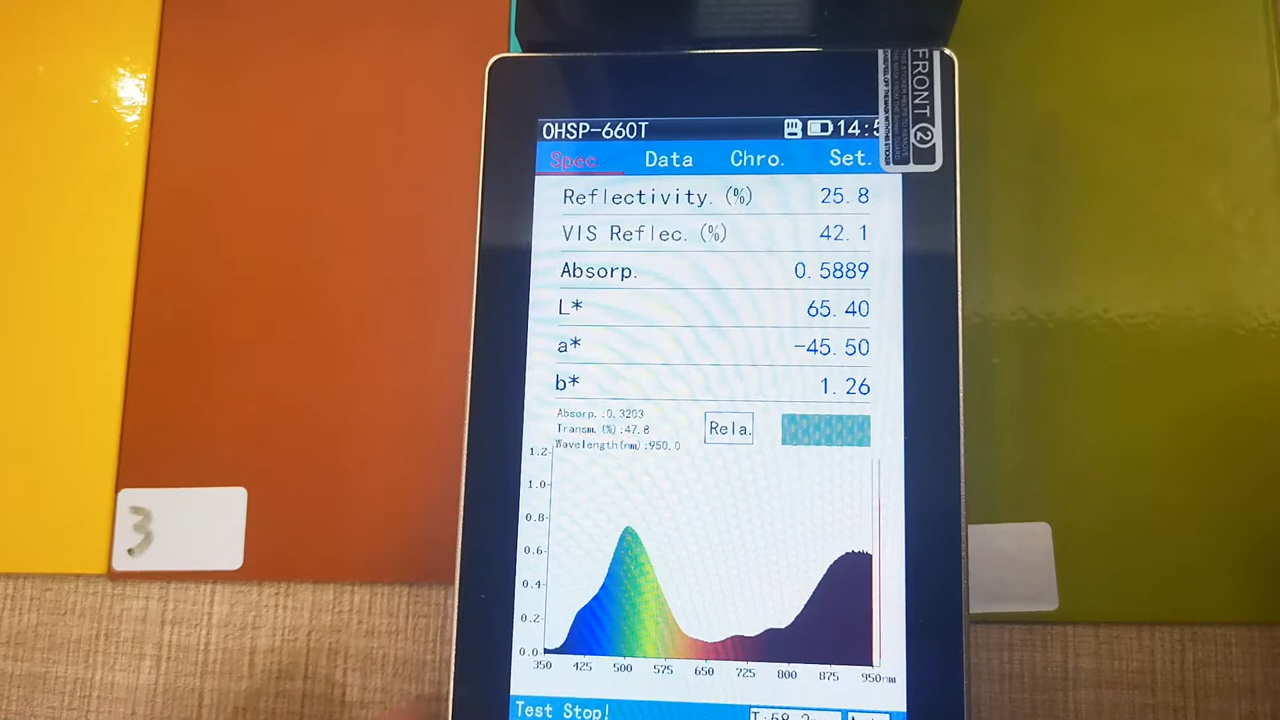 OHSP-660T 14:5
FRONT 2
Spec. Data Chro. Set.
Reflectivity. (%) 25. 8
VIS Reflec. (%) 42. 1
Absorp. 0. 5889
L* 65. 40
a* -45. 50
b* 1. 26
Absorp. :0. 3203
Transm. (%) :47. 8
Wavelength(nm) :950. 0
Rela.
1. 2
1. 0
0. 8
0. 6
0. 4
0. 2
0. 0
350 425 500 575 650 725 800 875 950nm
Test Stop!
3